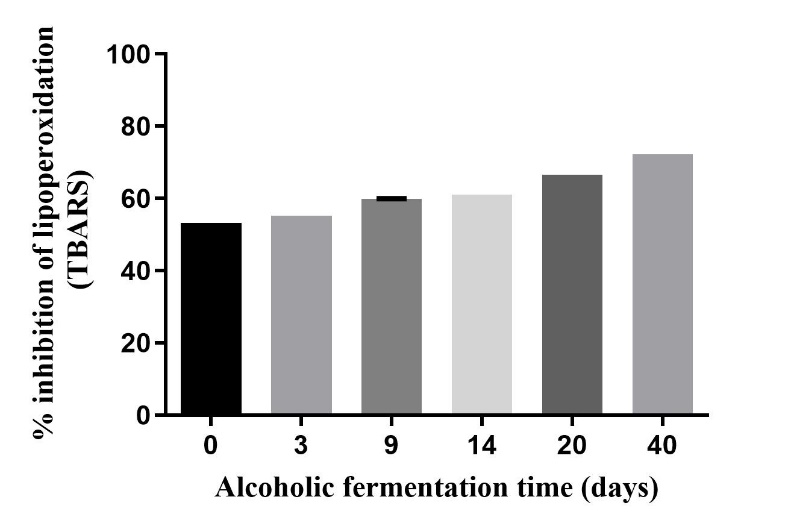 % inhibition of lipoperoxidation
(TBARS)
100
80
60
40
20
0
0 3 9 14 20 40
Alcoholic fermentation time (days)